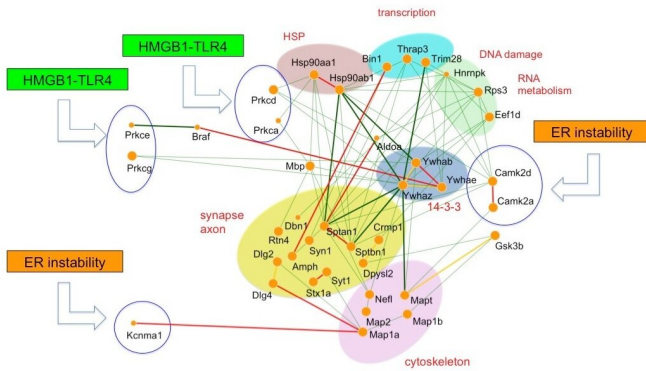 transcription
HMGB1-TLR4
HSP
Bin1
Thrap3
Trim28
DNA damage
Hsp90aa1
Hsp90ab1
Hnrnpk
RNA
metabolism
HMGB1-TLR4
Prkcd
Rps3
Prkca
Eef1d
Prkce
Braf
Aldoa
ER instability
Prkcg
Mbp
Ywhab
Ywhae
Camk2d
Ywhaz
14-3-3
Camk2a
synapse
axon
Dbn1
Sptan1
Crmp1
Rtn4
Syn1
Sptbn1
Gsk3b
ER instability
Dlg2
Amph
Dpysl2
Syt1
Dlg4
Stx1a
Nefl
Mapt
Kcnma1
Map2
Map1b
Map1a
cytoskeleton